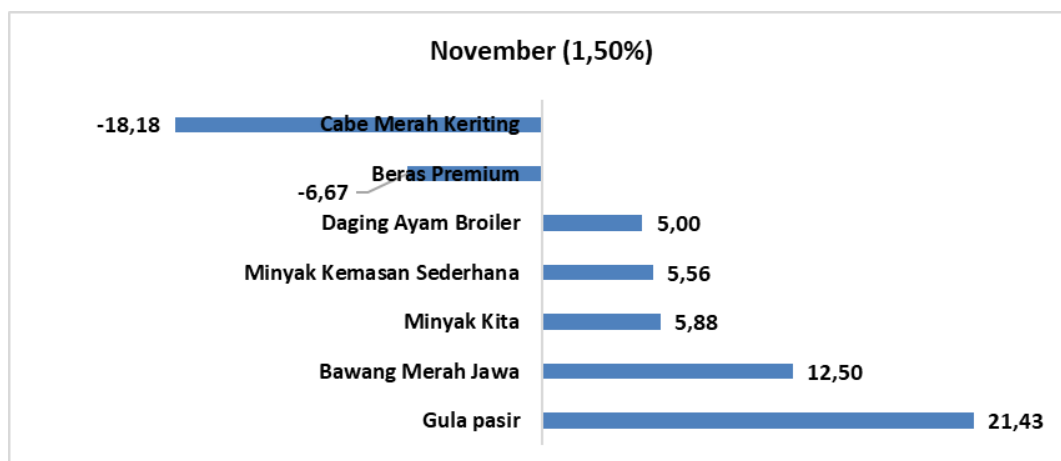 November (1,50%)
-18,18 Cabe Merah Keriting
Beras Premium
-6,67
Daging Ayam Broiler 5,00
Minyak Kemasan Sederhana 5,56
Minyak Kita 5,88
Bawang Merah Jawa 12,50
Gula pasir 21,43